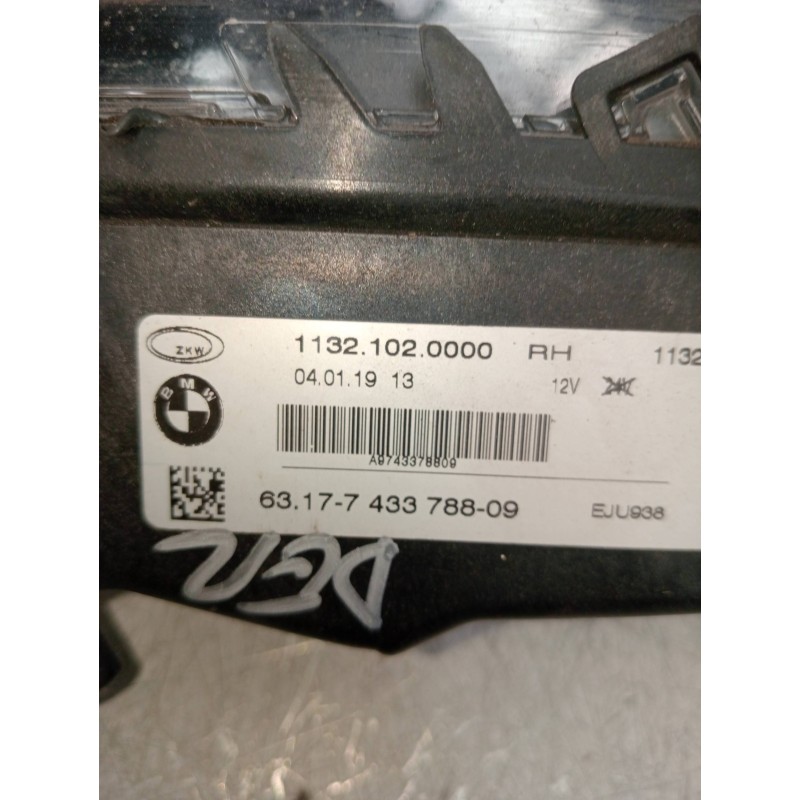 ZKW
1132.102.0000 RH 1132
04.01.19 13 12V
BMW
A9743378809
63.17-7 433 788-09 EJU938